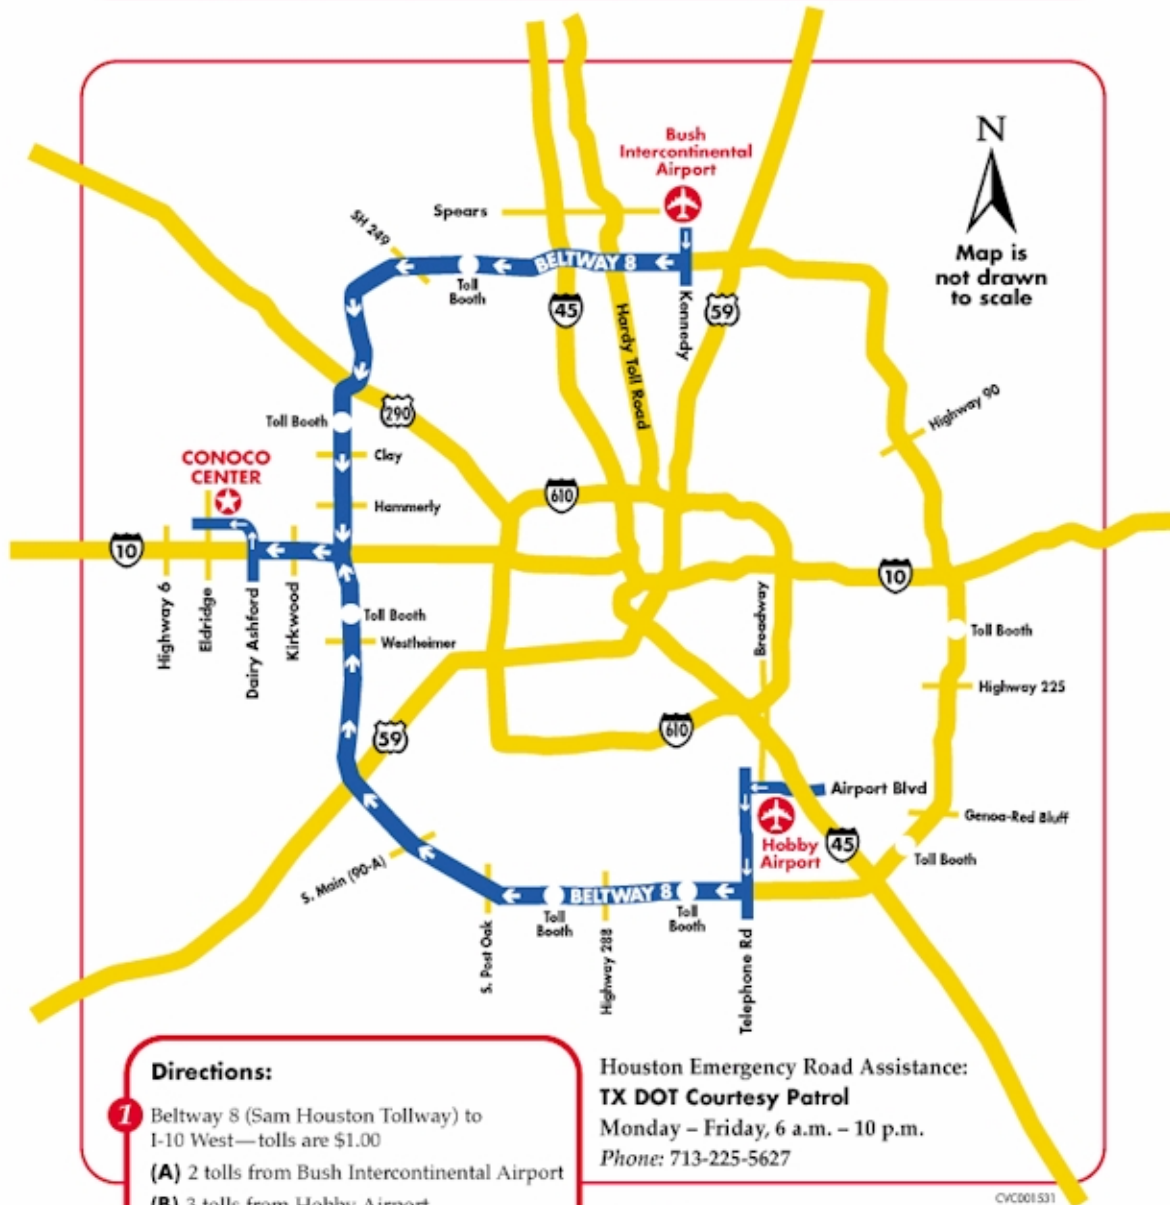 Bush
Intercontinental
Airport
N
Map is
not drawn
to scale
Spears
SH 249
BELTWAY 8
Toll
Booth
45
Hardy Toll Road
Kennedy
59
Highway 90
290
Toll Booth
Clay
CONOCO
CENTER
Hammerly
610
10
10
Highway 6
Eldridge
Dairy Ashford
Kirkwood
Toll Booth
Westheimer
Broadway
Toll Booth
Highway 225
59
610
Airport Blvd
Genoa-Red Bluff
Hobby
Airport
45
Toll Booth
S. Main (90-A)
BELTWAY 8
Toll
Booth
Toll
Booth
S. Post Oak
Highway 288
Telephone Rd
Directions:
1 Beltway 8 (Sam Houston Tollway) to
I-10 West—tolls are $1.00
(A) 2 tolls from Bush Intercontinental Airport
(B) 3 tolls from Hobby Airport
Houston Emergency Road Assistance:
TX DOT Courtesy Patrol
Monday – Friday, 6 a.m. – 10 p.m.
Phone: 713-225-5627
CVC001531